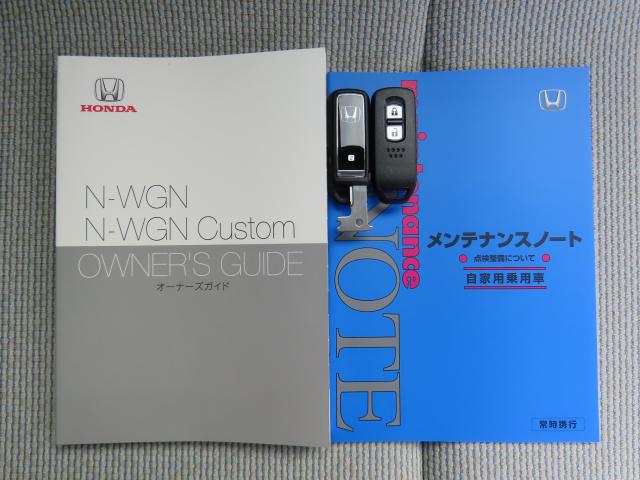 HONDA
N-WGN
N-WGN Custom
OWNER'S GUIDE
オーナーズガイド
NOTE
メンテナンスノート
点検整備について
自家用乗用車
常時携行